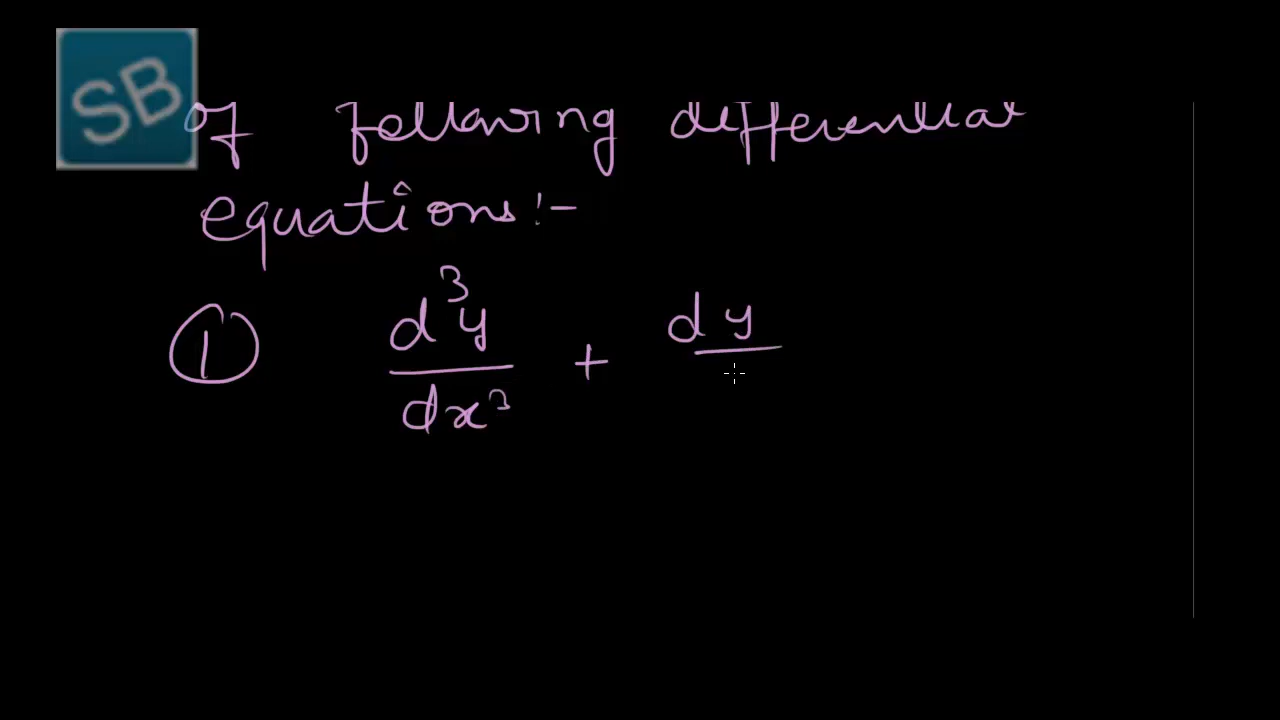 SB
of following differential
equations :-
① d³y/dx³ + dy/